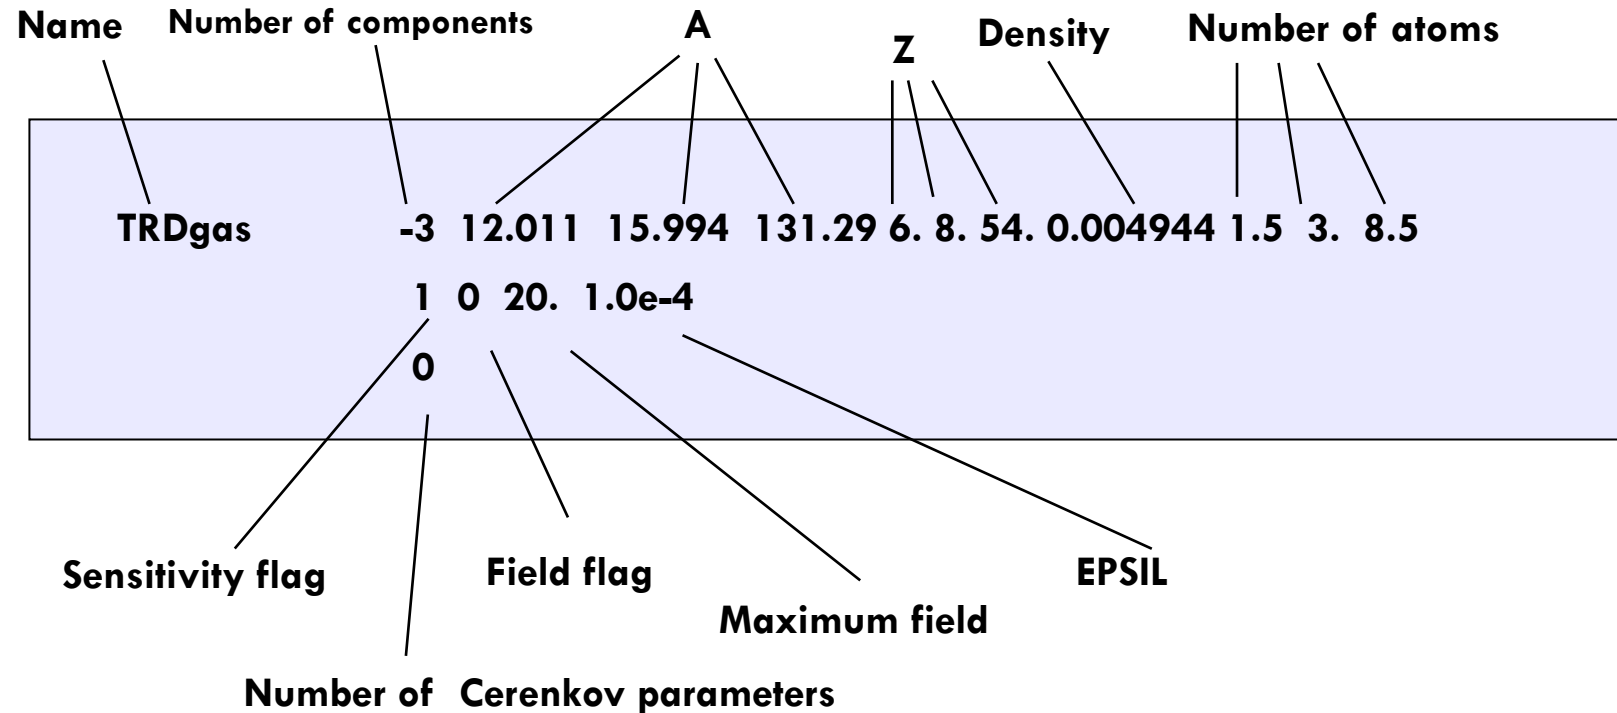 Name Number of components A Z Density Number of atoms
TRDgas -3 12.011 15.994 131.29 6. 8. 54. 0.004944 1.5 3. 8.5
1 0 20. 1.0e-4
0
Sensitivity flag Field flag EPSIL
Maximum field
Number of Cerenkov parameters